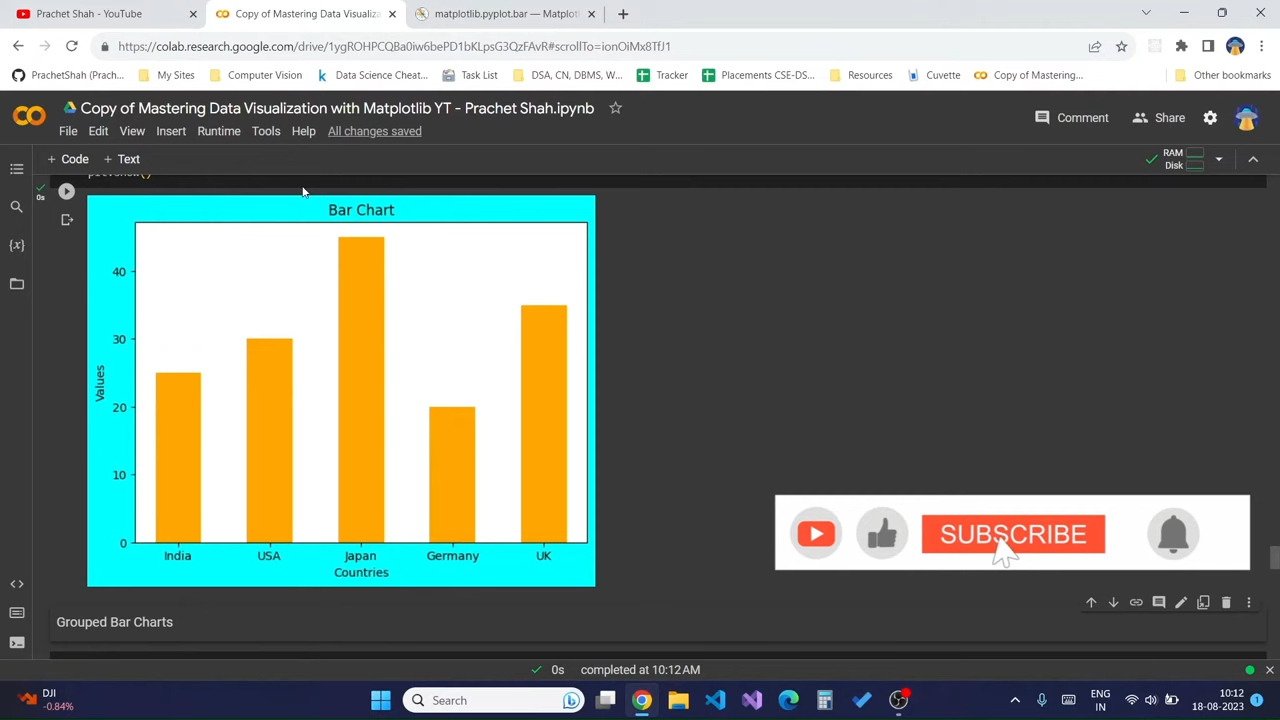 Prachet Shah - YouTube
Copy of Mastering Data Visualiza
matplotlib.pyplot.bar — Matplotl
https://colab.research.google.com/drive/1ygROHPCQBa0iw6bePD1bKLpsG3QzFAvR#scrollTo=ionOiMx8TfJ1
PrachetShah (Prach...
My Sites
Computer Vision
Data Science Cheat...
Task List
DSA, CN, DBMS, W...
Tracker
Placements CSE-DS...
Resources
Cuvette
Copy of Mastering...
Other bookmarks
Copy of Mastering Data Visualization with Matplotlib YT - Prachet Shah.ipynb
Comment
Share
File Edit View Insert Runtime Tools Help All changes saved
+ Code + Text
RAM
Disk
0s
Bar Chart
40
30
20
10
0
Values
India USA Japan Germany UK
Countries
SUBSCRIBE
Grouped Bar Charts
0s completed at 10:12 AM
DJI
-0.84%
Search
ENG
IN
10:12
18-08-2023